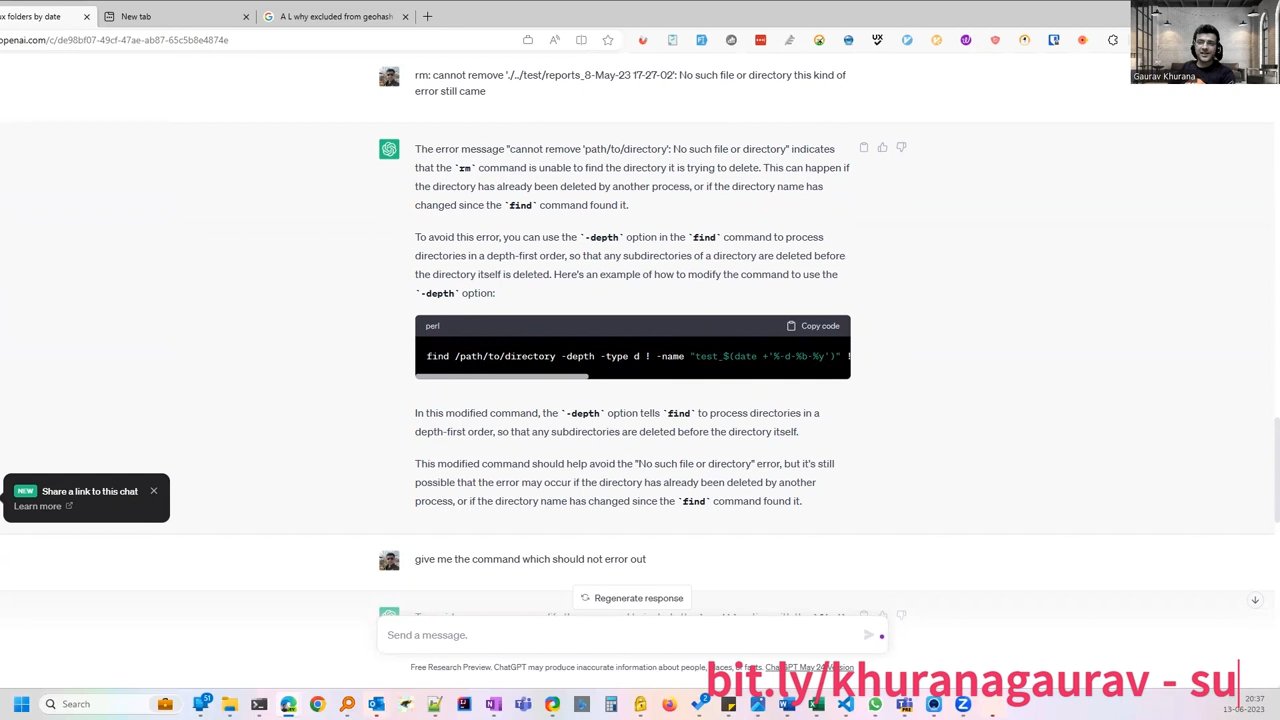 x folders by date
New tab
A L why excluded from geohash
openai.com/c/de98bf07-49cf-47ae-ab87-65c5b8e4874e
UX
Gaurav Khurana
rm: cannot remove './../test/reports_8-May-23 17-27-02': No such file or directory this kind of
error still came
The error message "cannot remove 'path/to/directory': No such file or directory" indicates
that the `rm` command is unable to find the directory it is trying to delete. This can happen if
the directory has already been deleted by another process, or if the directory name has
changed since the `find` command found it.
To avoid this error, you can use the `-depth` option in the `find` command to process
directories in a depth-first order, so that any subdirectories of a directory are deleted before
the directory itself is deleted. Here's an example of how to modify the command to use the
`-depth` option:
perl
Copy code
find /path/to/directory -depth -type d ! -name "test_$(date +'%-d-%b-%y')" !
In this modified command, the `-depth` option tells `find` to process directories in a
depth-first order, so that any subdirectories are deleted before the directory itself.
This modified command should help avoid the "No such file or directory" error, but it's still
possible that the error may occur if the directory has already been deleted by another
process, or if the directory name has changed since the `find` command found it.
NEW Share a link to this chat
Learn more
give me the command which should not error out
Regenerate response
Send a message.
Free Research Preview. ChatGPT may produce inaccurate information about people, places, or facts. ChatGPT May 24 Version
bit.ly/khuranagaurav - su
Search
20:37
13-06-2023